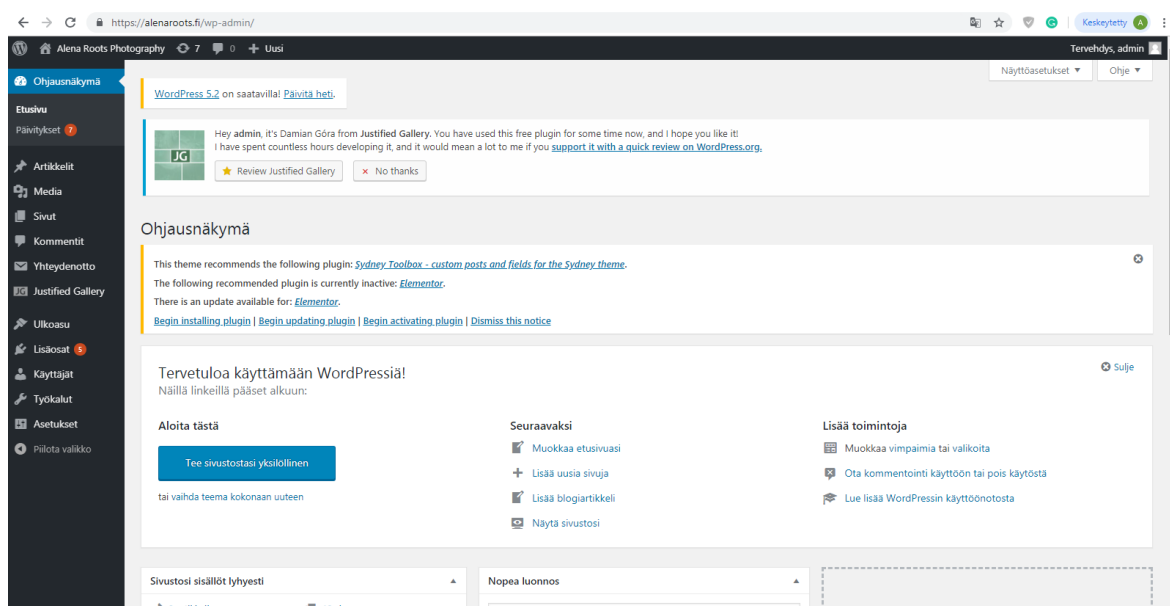 https://alenaroots.fi/wp-admin/
Keskeytetty A
Alena Roots Photography 7 0 Uusi
Tervehdys, admin
Näyttöasetukset Ohje
Ohjausnäkymä
Etusivu
Päivitykset 7
Artikkelit
Media
Sivut
Kommentit
Yhteydenotto
JG Justified Gallery
Ulkoasu
Lisäosat 5
Käyttäjät
Työkalut
Asetukset
Piilota valikko
WordPress 5.2 on saatavilla! Päivitä heti.
JG
Hey admin, it's Damian Góra from Justified Gallery. You have used this free plugin for some time now, and I hope you like it!
I have spent countless hours developing it, and it would mean a lot to me if you support it with a quick review on WordPress.org.
Review Justified Gallery No thanks
Ohjausnäkymä
This theme recommends the following plugin: Sydney Toolbox - custom posts and fields for the Sydney theme.
The following recommended plugin is currently inactive: Elementor.
There is an update available for: Elementor.
Begin installing plugin | Begin updating plugin | Begin activating plugin | Dismiss this notice
Tervetuloa käyttämään WordPressiä!
Sulje
Näillä linkeillä pääset alkuun:
Aloita tästä
Tee sivustostasi yksilöllinen
tai vaihda teema kokonaan uuteen
Seuraavaksi
Muokkaa etusivuasi
Lisää uusia sivuja
Lisää blogiartikkeli
Näytä sivustosi
Lisää toimintoja
Muokkaa vimpaimia tai valikoita
Ota kommentointi käyttöön tai pois käytöstä
Lue lisää WordPressin käyttöönotosta
Sivustosi sisällöt lyhyesti
Nopea luonnos